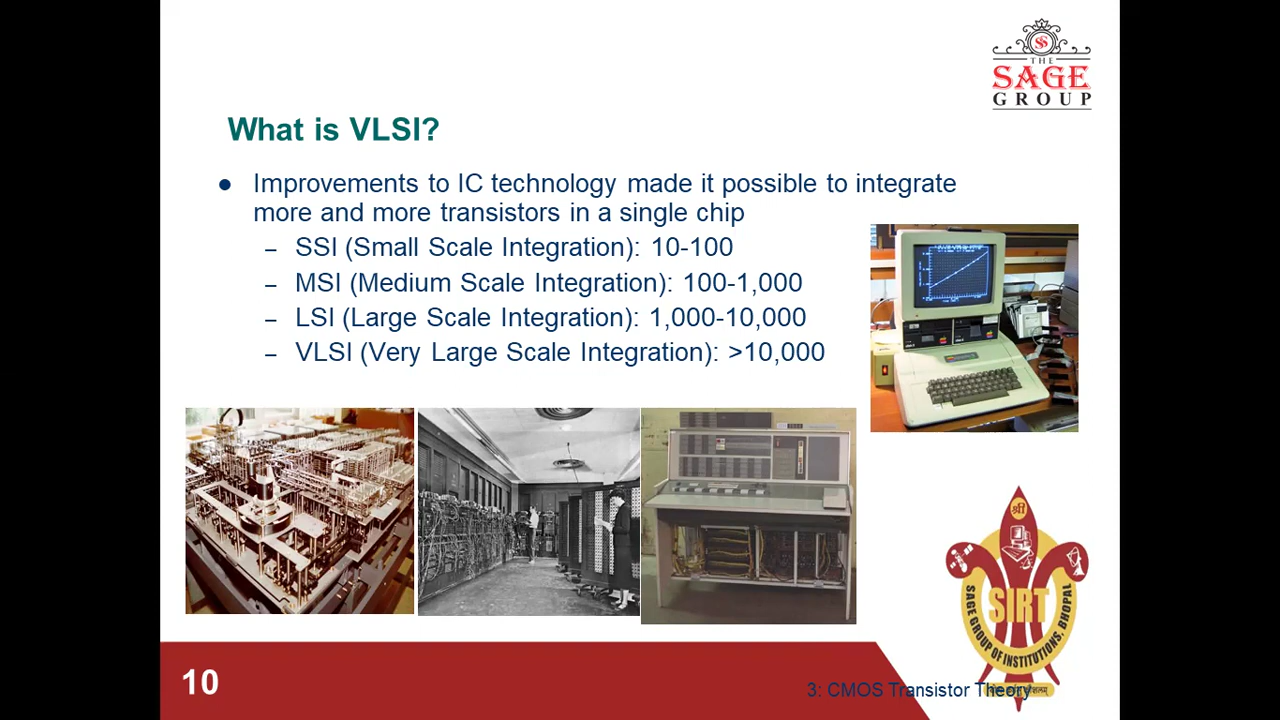 THE
SAGE
GROUP
What is VLSI?
● Improvements to IC technology made it possible to integrate
more and more transistors in a single chip
– SSI (Small Scale Integration): 10-100
– MSI (Medium Scale Integration): 100-1,000
– LSI (Large Scale Integration): 1,000-10,000
– VLSI (Very Large Scale Integration): >10,000
श्री
SIRT
SAGE GROUP OF INSTITUTIONS, BHOPAL
10
3: CMOS Transistor Theory